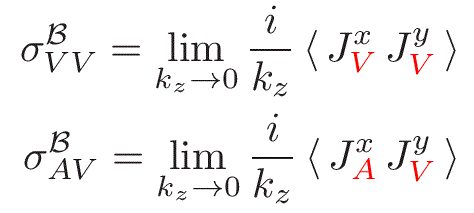 σ^ℬ_{VV} = lim_{k_z→0} i/k_z ⟨ J^x_V J^y_V ⟩
σ^ℬ_{AV} = lim_{k_z→0} i/k_z ⟨ J^x_A J^y_V ⟩